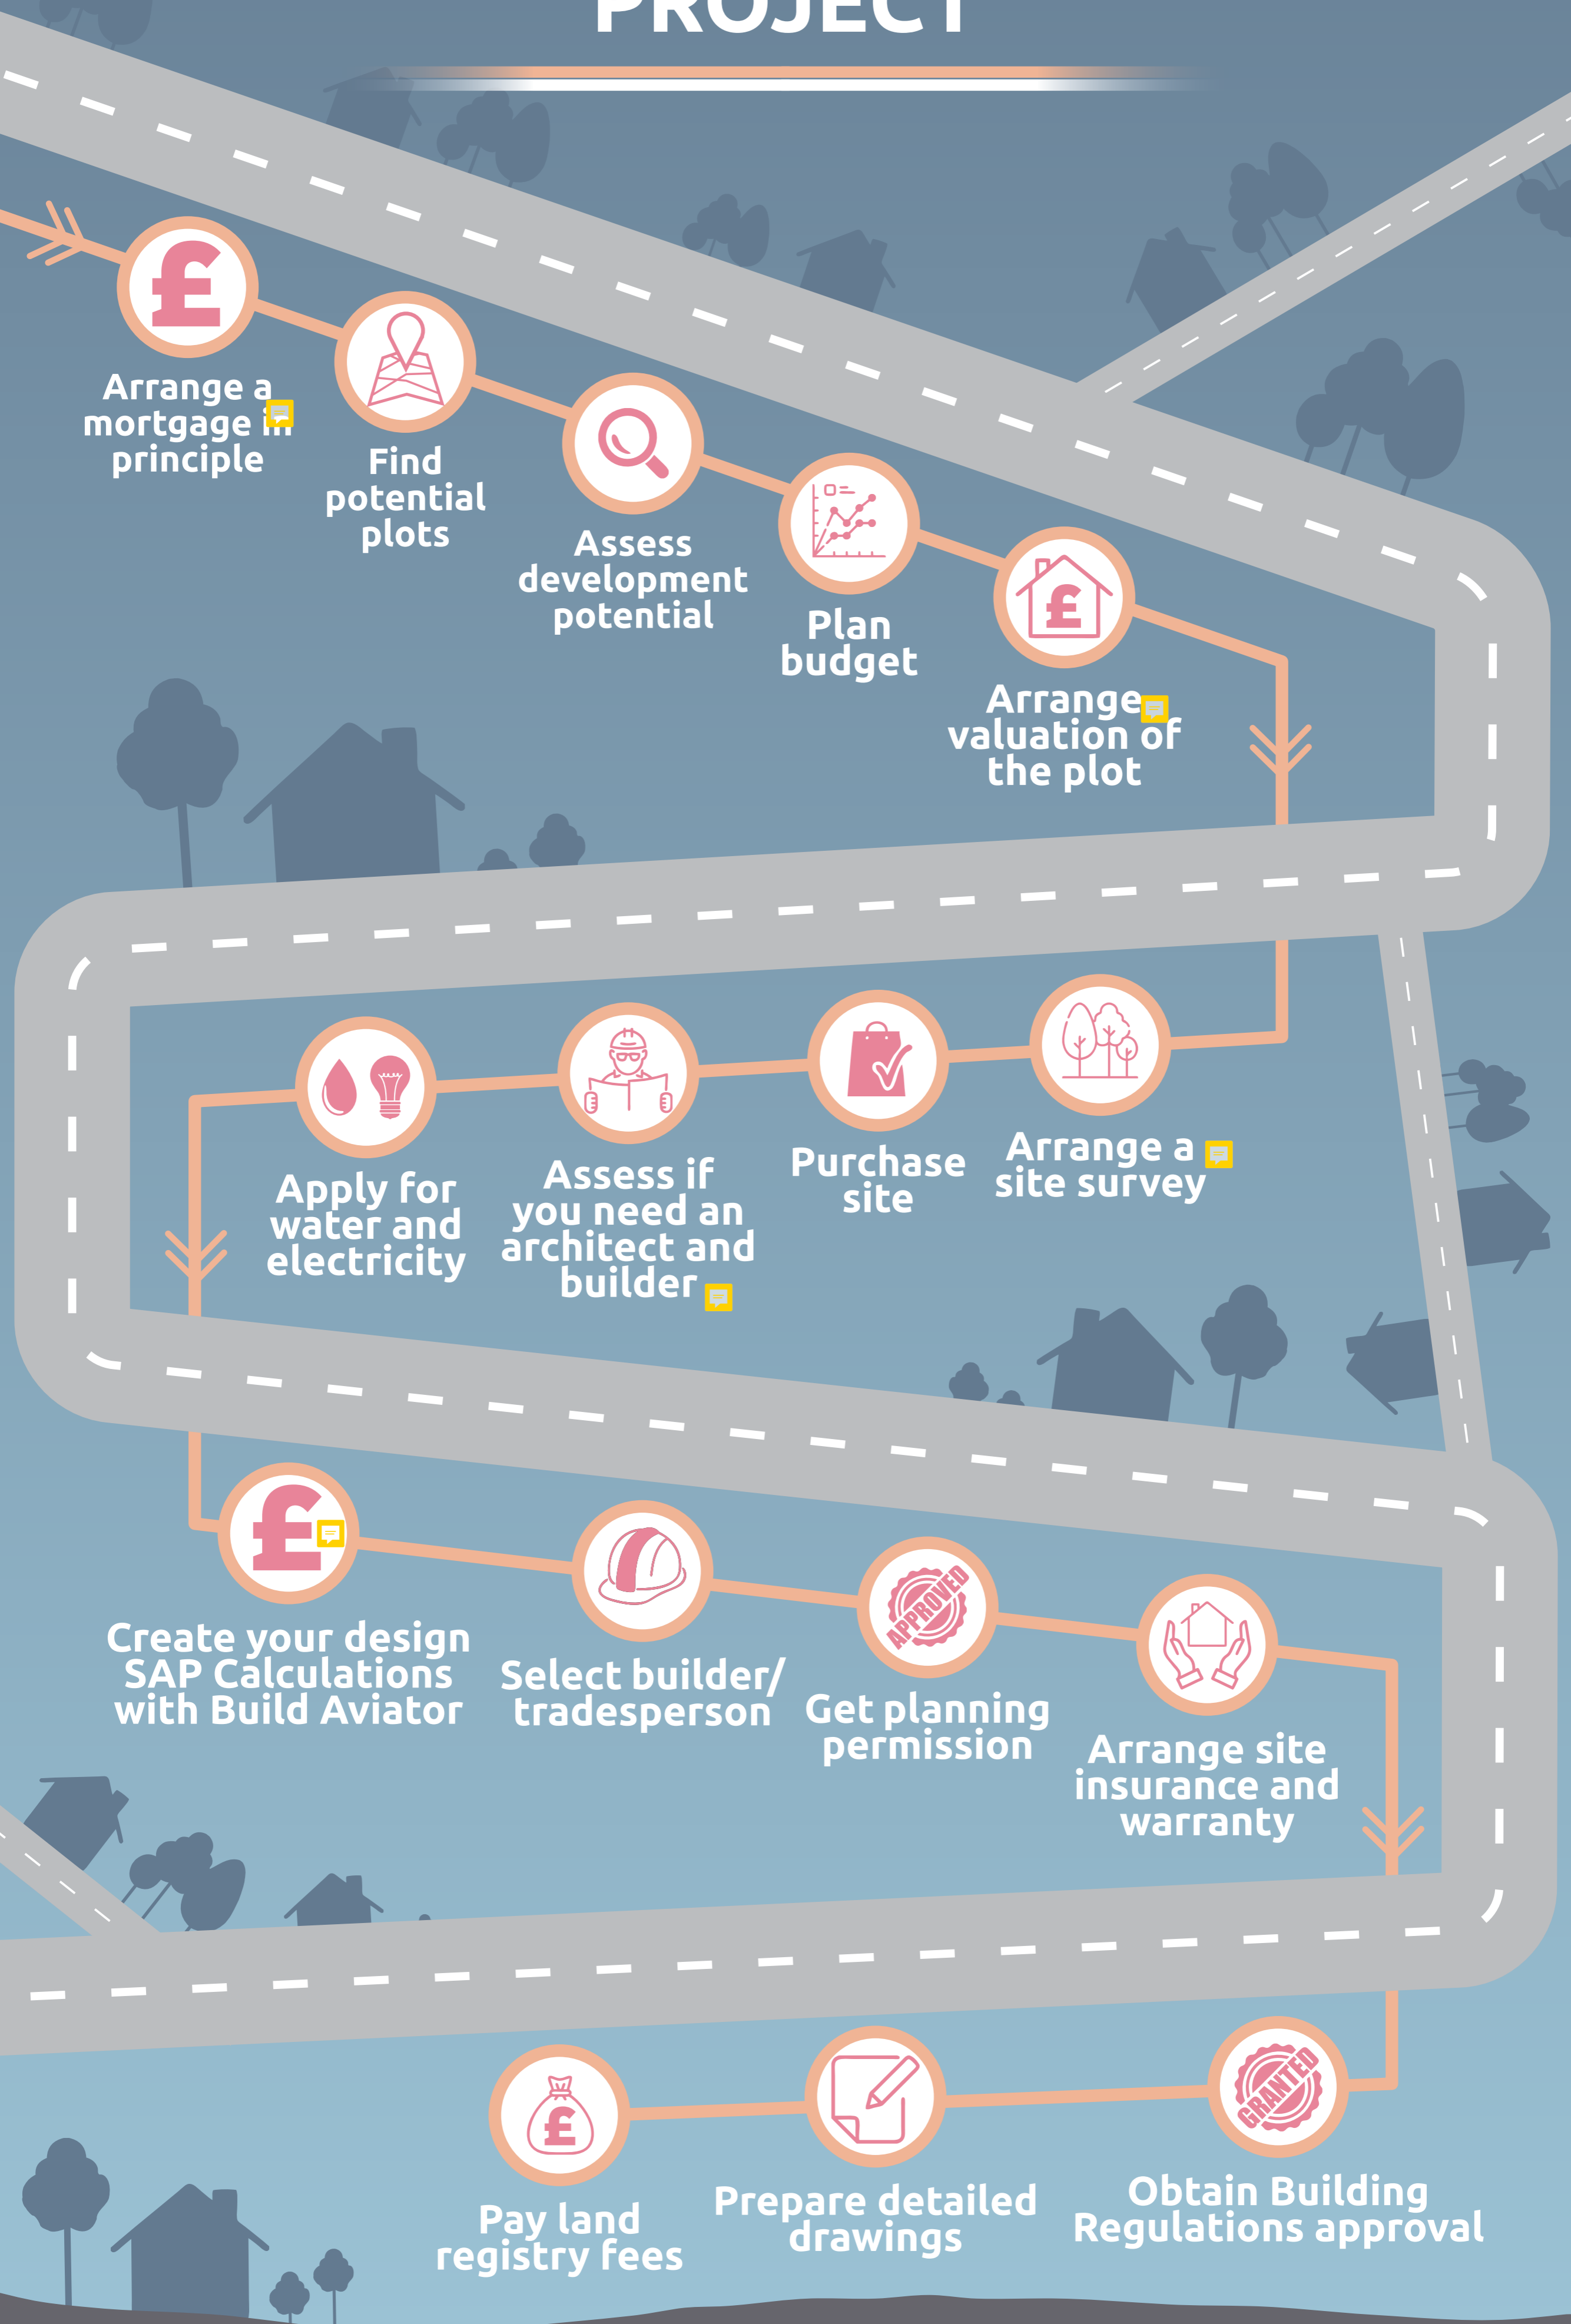 PROJECT
Arrange a
mortgage in
principle
Find
potential
plots
Assess
development
potential
Plan
budget
Arrange
valuation of
the plot
Arrange a
site survey
Purchase
site
Assess if
you need an
architect and
builder
Apply for
water and
electricity
£
Create your design
SAP Calculations
with Build Aviator
Select builder/
tradesperson
APPROVED
Get planning
permission
Arrange site
insurance and
warranty
GRANTED
Obtain Building
Regulations approval
Prepare detailed
drawings
£
Pay land
registry fees